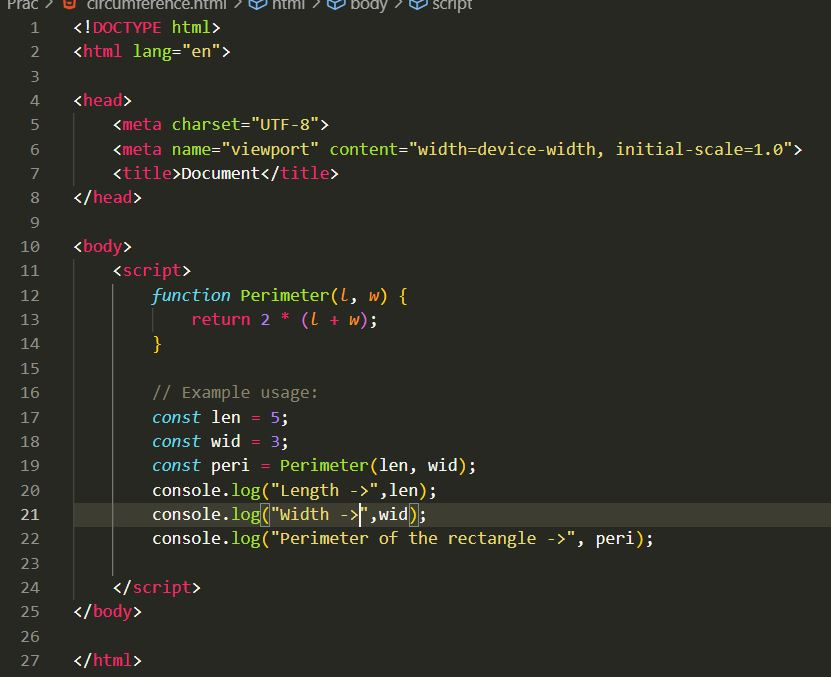 Prac > circumference.html > html > body > script
1 <!DOCTYPE html>
2 <html lang="en">
3
4 <head>
5     <meta charset="UTF-8">
6     <meta name="viewport" content="width=device-width, initial-scale=1.0">
7     <title>Document</title>
8 </head>
9
10 <body>
11     <script>
12         function Perimeter(l, w) {
13             return 2 * (l + w);
14         }
15
16         // Example usage:
17         const len = 5;
18         const wid = 3;
19         const peri = Perimeter(len, wid);
20         console.log("Length ->",len);
21         console.log("Width ->",wid);
22         console.log("Perimeter of the rectangle ->", peri);
23
24     </script>
25 </body>
26
27 </html>